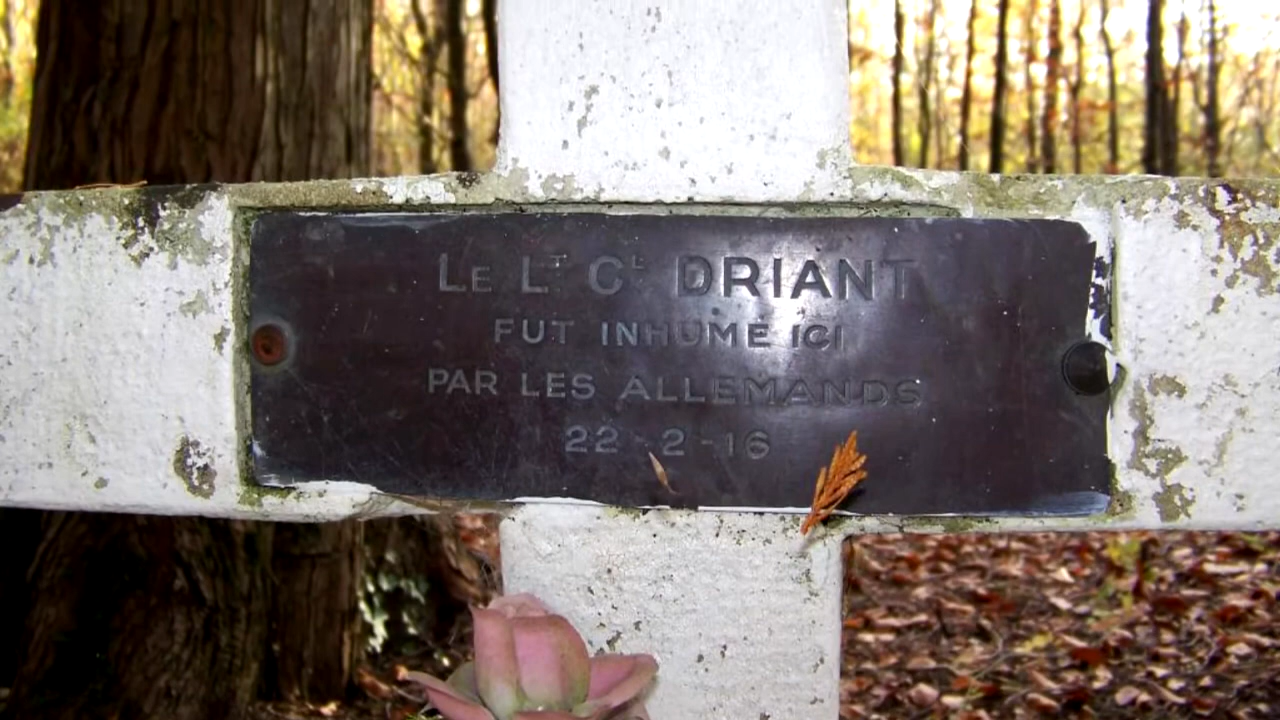 LE LT CL DRIANT
FUT INHUME ICI
PAR LES ALLEMANDS
22-2-16